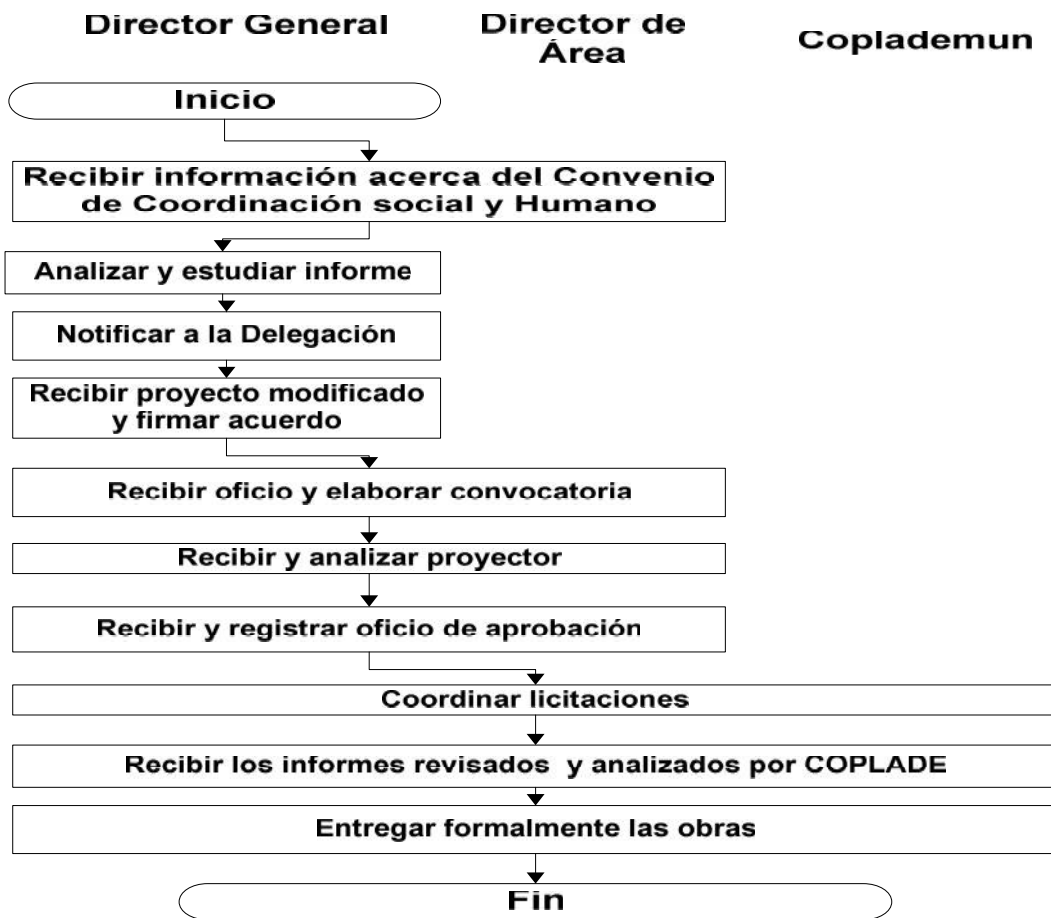 Director General
Director de
Área
Coplademun
Inicio
Recibir información acerca del Convenio
de Coordinación social y Humano
Analizar y estudiar informe
Notificar a la Delegación
Recibir proyecto modificado
y firmar acuerdo
Recibir oficio y elaborar convocatoria
Recibir y analizar proyector
Recibir y registrar oficio de aprobación
Coordinar licitaciones
Recibir los informes revisados y analizados por COPLADE
Entregar formalmente las obras
Fin